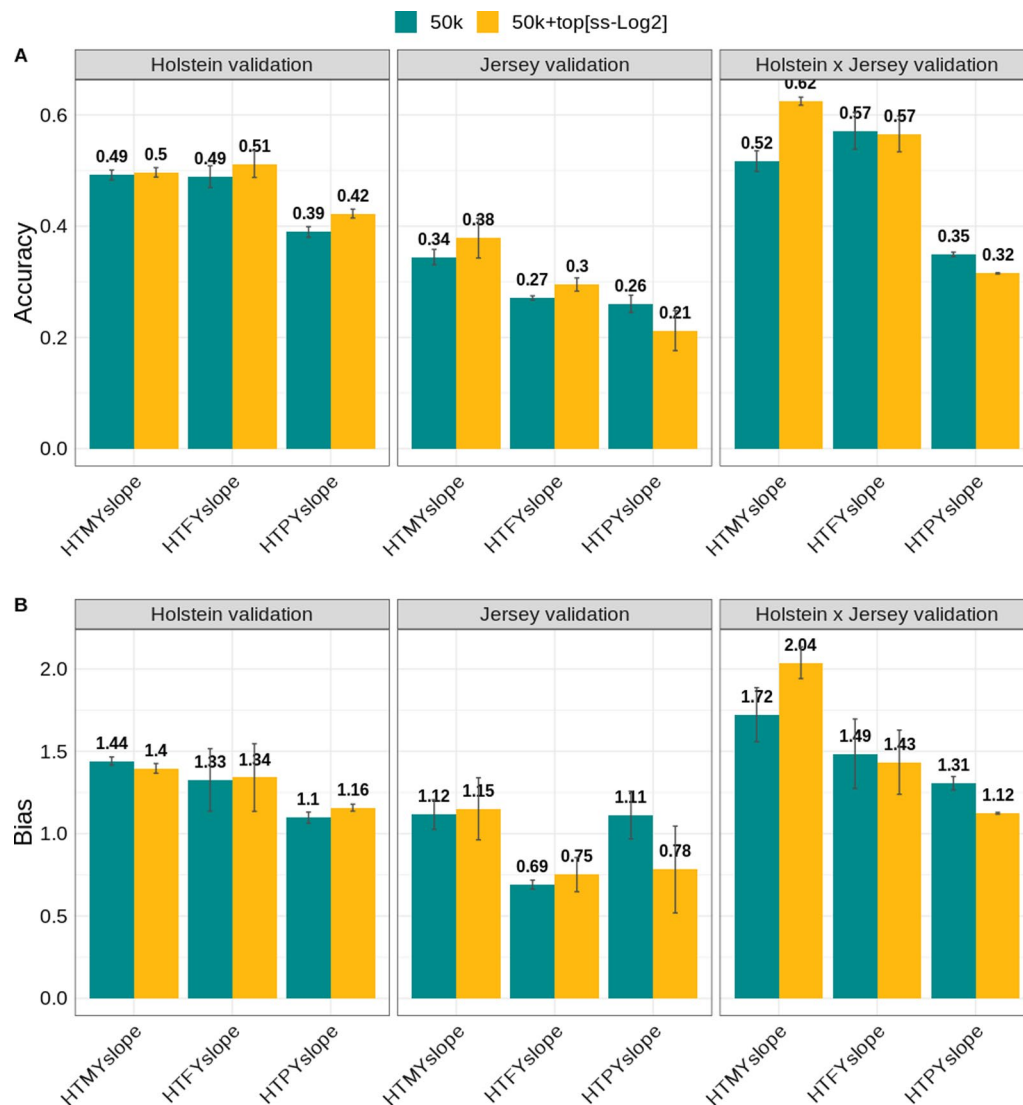 50k 50k+top[ss-Log2]
A
Holstein validation Jersey validation Holstein x Jersey validation
Accuracy
0.6
0.4
0.2
0.0
0.49 0.5 0.49 0.51 0.39 0.42
0.34 0.38 0.27 0.3 0.26 0.21
0.52 0.62 0.57 0.57 0.35 0.32
HTMYslope HTFYslope HTPYslope HTMYslope HTFYslope HTPYslope HTMYslope HTFYslope HTPYslope
B
Holstein validation Jersey validation Holstein x Jersey validation
Bias
2.0
1.5
1.0
0.5
0.0
1.44 1.4 1.33 1.34 1.1 1.16
1.12 1.15 0.69 0.75 1.11 0.78
1.72 2.04 1.49 1.43 1.31 1.12
HTMYslope HTFYslope HTPYslope HTMYslope HTFYslope HTPYslope HTMYslope HTFYslope HTPYslope